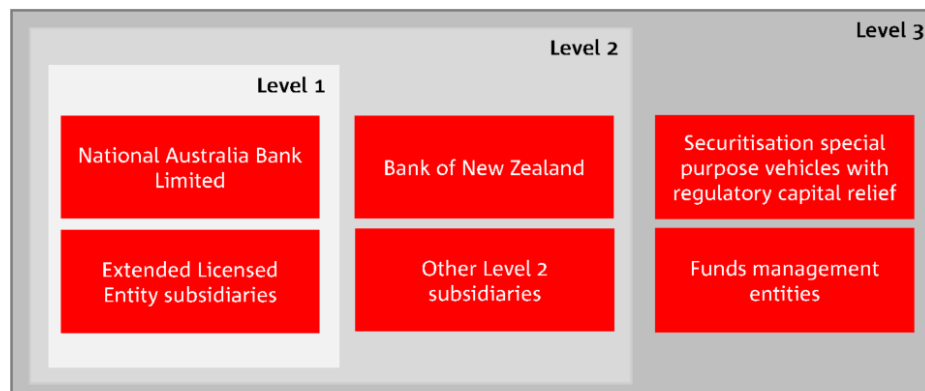 Level 3
Level 2
Level 1
National Australia Bank
Limited
Bank of New Zealand
Securitisation special
purpose vehicles with
regulatory capital relief
Extended Licensed
Entity subsidiaries
Other Level 2
subsidiaries
Funds management
entities